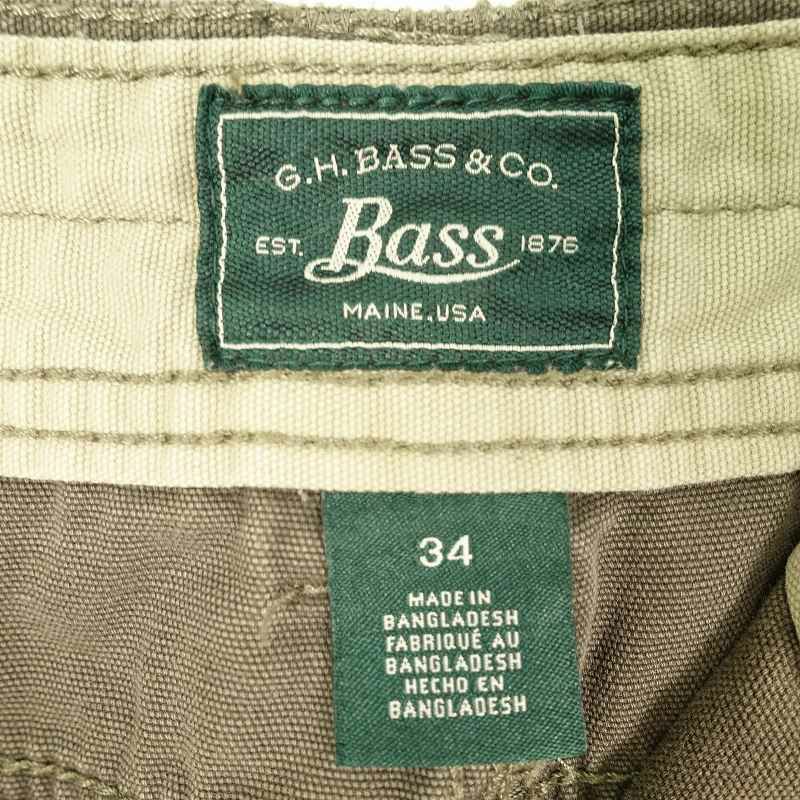 G.H. BASS & CO.
EST. Bass 1876
MAINE, USA
34
MADE IN
BANGLADESH
FABRIQUÉ AU
BANGLADESH
HECHO EN
BANGLADESH